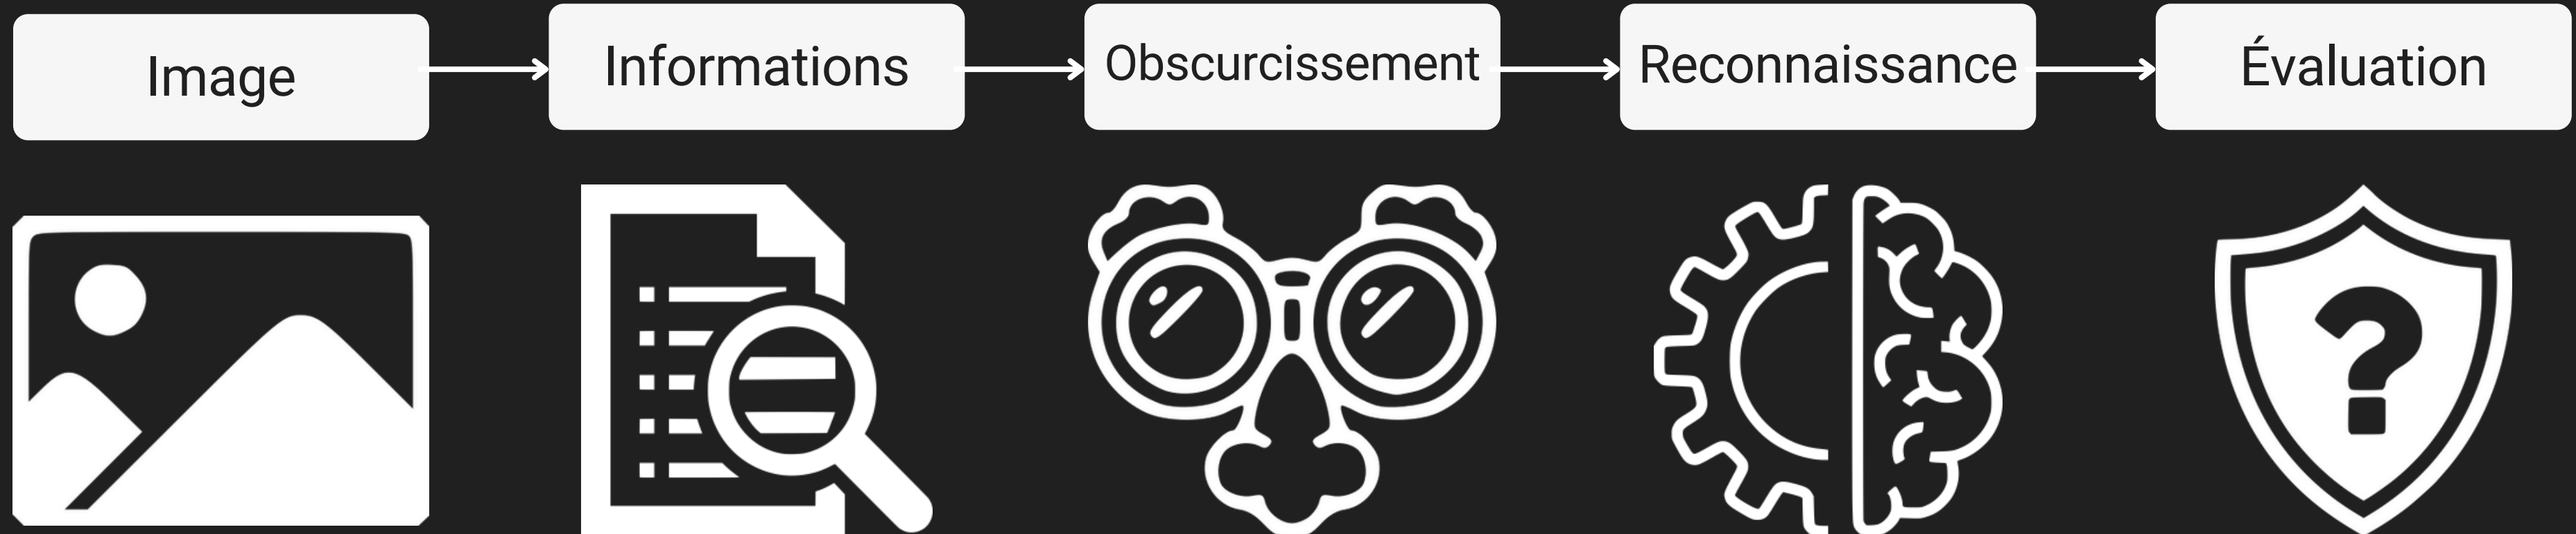 Image
Informations
Obscurcissement
Reconnaissance
Évaluation
?